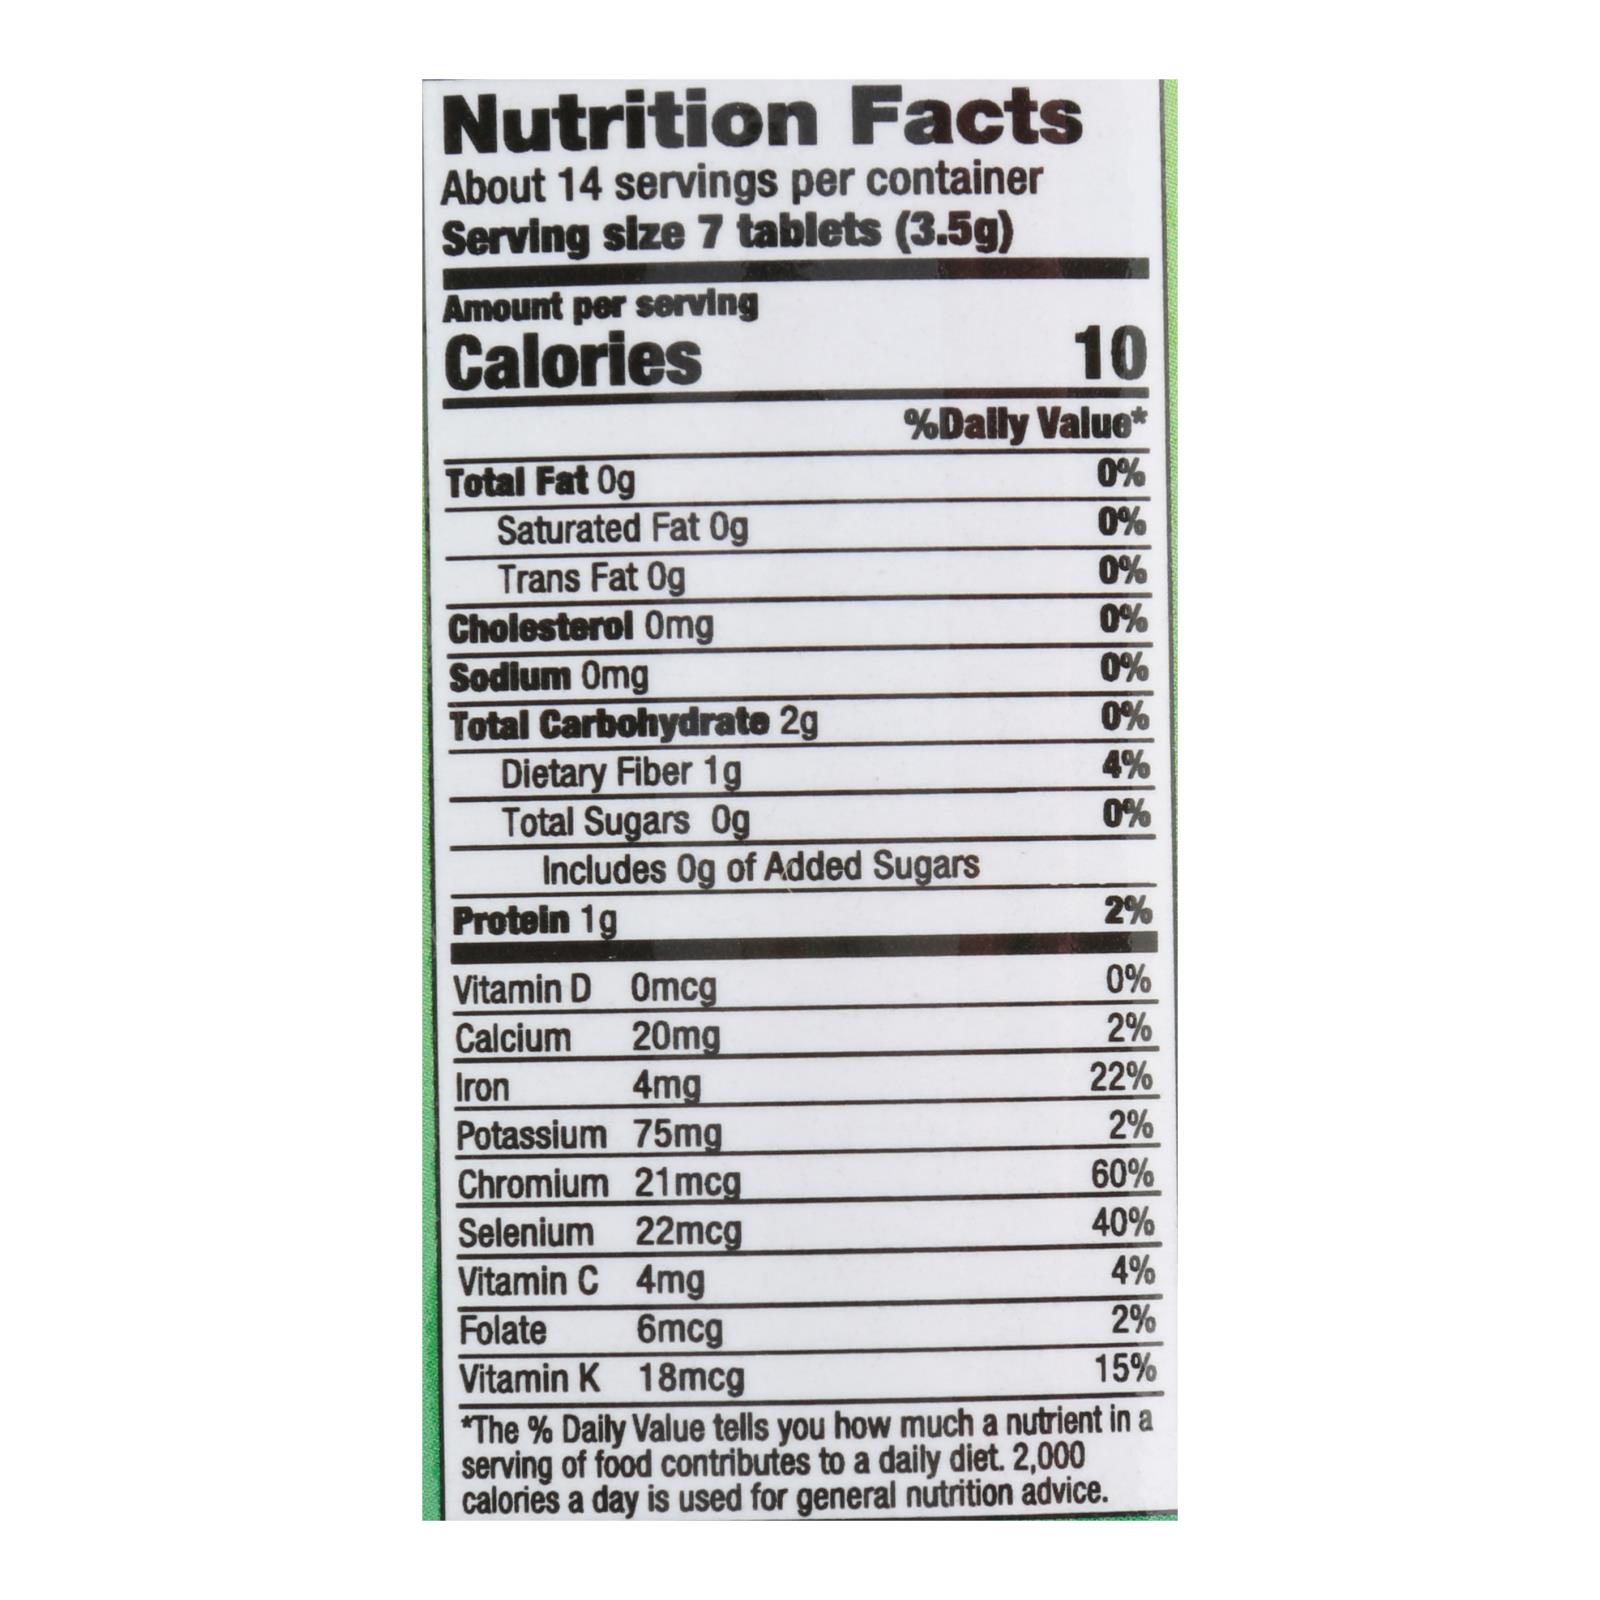 Nutrition Facts
About 14 servings per container
Serving size 7 tablets (3.5g)
Amount per serving
Calories 10
%Daily Value*
Total Fat 0g 0%
Saturated Fat 0g 0%
Trans Fat 0g 0%
Cholesterol 0mg 0%
Sodium 0mg 0%
Total Carbohydrate 2g 0%
Dietary Fiber 1g 4%
Total Sugars 0g 0%
Includes 0g of Added Sugars
Protein 1g 2%
Vitamin D 0mcg 0%
Calcium 20mg 2%
Iron 4mg 22%
Potassium 75mg 2%
Chromium 21mcg 60%
Selenium 22mcg 40%
Vitamin C 4mg 4%
Folate 6mcg 2%
Vitamin K 18mcg 15%
*The % Daily Value tells you how much a nutrient in a
serving of food contributes to a daily diet. 2,000
calories a day is used for general nutrition advice.